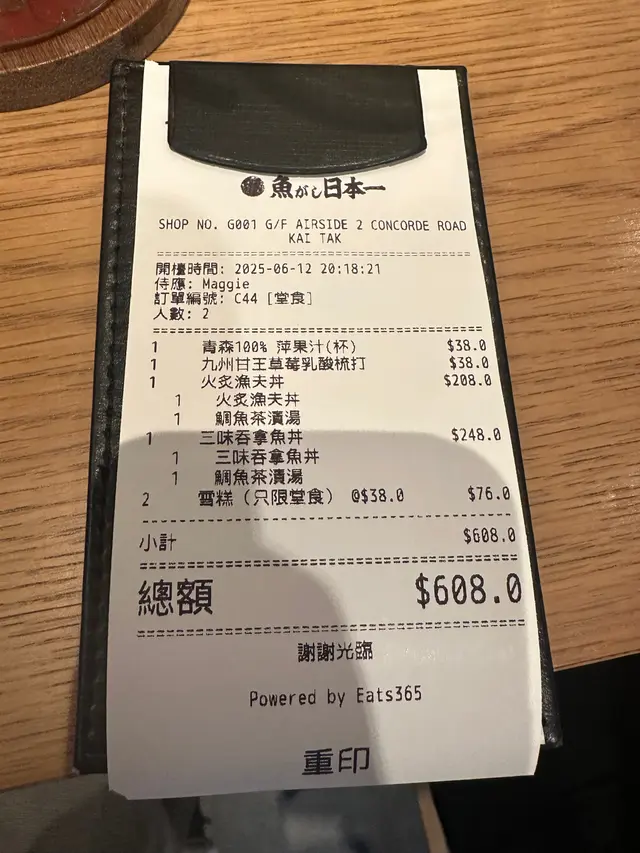 魚がし日本一
SHOP NO. G001 G/F AIRSIDE 2 CONCORDE ROAD
KAI TAK
開檯時間: 2025-06-12 20:18:21
侍應: Maggie
訂單編號: C44 [堂食]
人數: 2
1 青森100% 萍果汁(杯) $38.0
1 九州甘王草莓乳酸梳打 $38.0
1 火炙漁夫丼 $208.0
1 火炙漁夫丼
1 鯛魚茶漬湯
1 三味吞拿魚丼 $248.0
1 三味吞拿魚丼
1 鯛魚茶漬湯
2 雪糕（只限堂食） @$38.0 $76.0
小計 $608.0
總額 $608.0
謝謝光臨
Powered by Eats365
重印